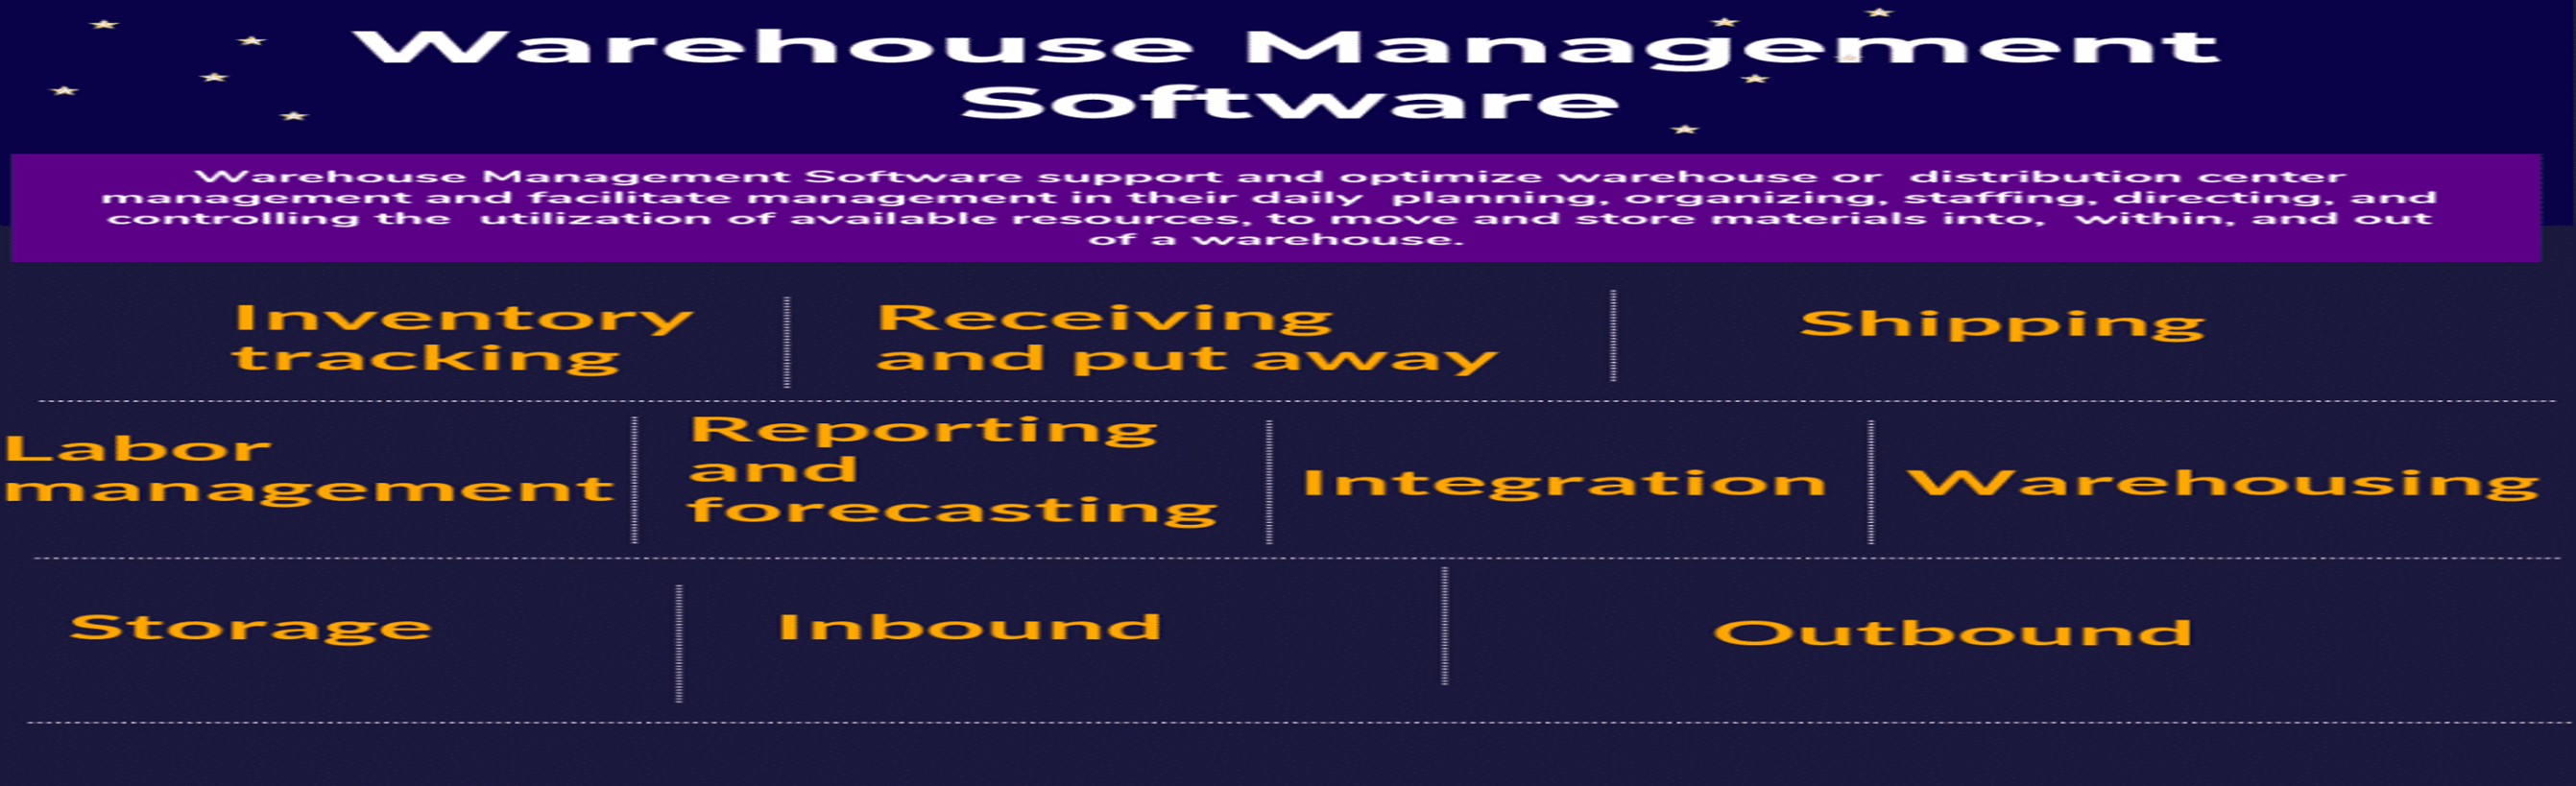 Warehouse Management
Software
Warehouse Management Software support and optimize warehouse or distribution center
management and facilitate management in their daily planning, organizing, staffing, directing, and
controlling the utilization of available resources, to move and store materials into, within, and out
of a warehouse.
Inventory
tracking
Receiving
and put away
Shipping
Labor
management
Reporting
and
forecasting
Integration
Warehousing
Storage
Inbound
Outbound